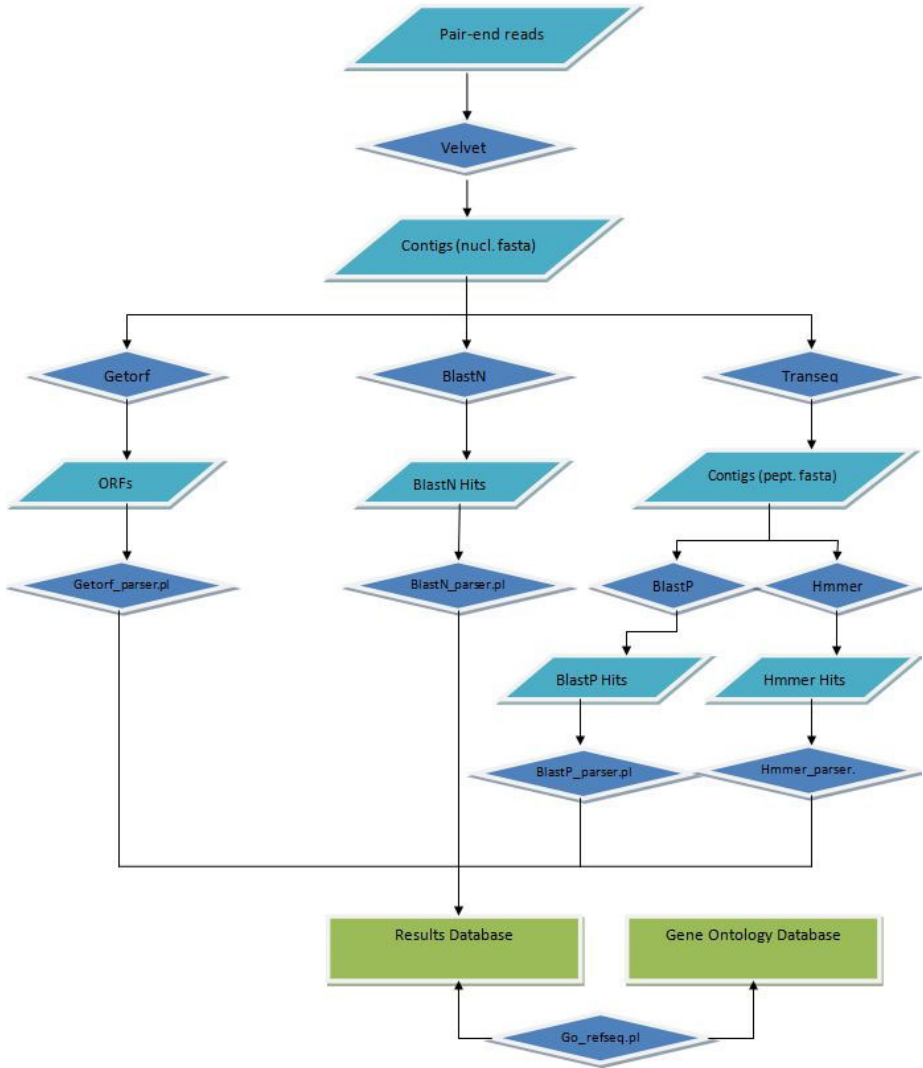 Pair-end reads
Velvet
Contigs (nucl. fasta)
Getorf
BlastN
Transeq
ORFs
BlastN Hits
Contigs (pept. fasta)
Getorf_parser.pl
BlastN_parser.pl
BlastP
Hmmer
BlastP Hits
Hmmer Hits
BlastP_parser.pl
Hmmer_parser.
Results Database
Gene Ontology Database
Go_refseq.pl